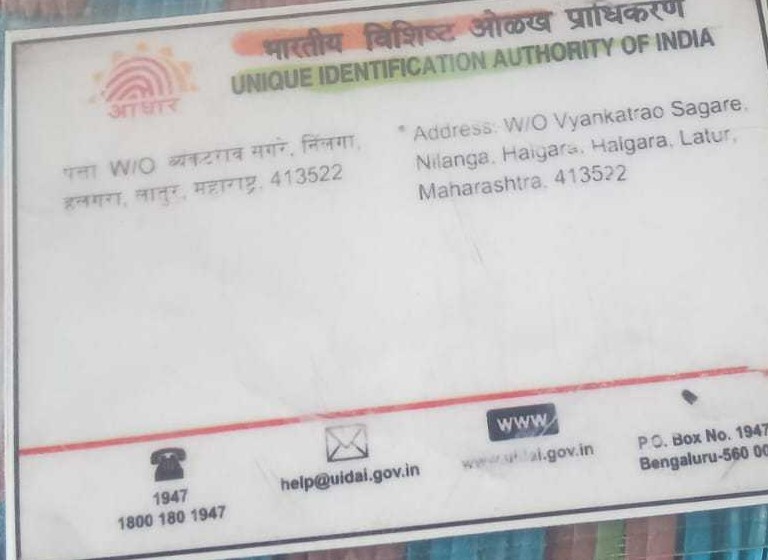 भारतीय विशिष्ट ओळख प्राधिकरण
UNIQUE IDENTIFICATION AUTHORITY OF INDIA
आधार
पत्ता W/O व्यंकटराव सगरे, निलंगा,
हलगरा, लातुर, महाराष्ट्र, 413522
Address: W/O Vyankatrao Sagare,
Nilanga, Halgara, Halgara, Latur,
Maharashtra, 413522
1947
1800 180 1947
help@uidai.gov.in
WWW
www.uidai.gov.in
P.O. Box No. 1947
Bengaluru-560 00